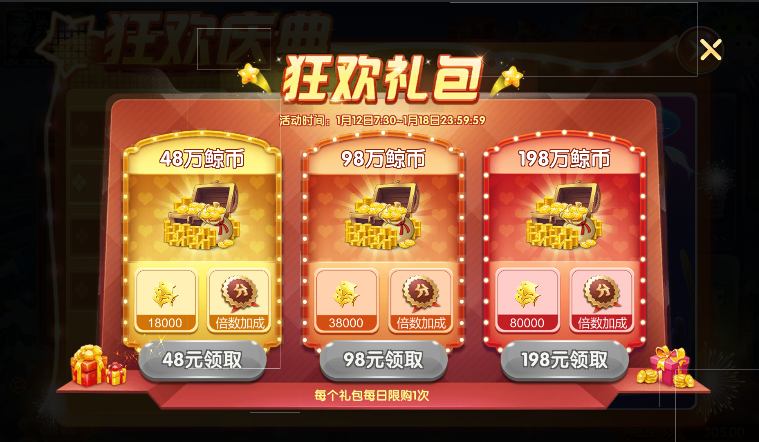 狂欢庆典
狂欢礼包
活动时间：1月12日7:30-1月18日23:59:59
48万鲸币
98万鲸币
198万鲸币
18000
倍数加成
38000
倍数加成
80000
倍数加成
48元领取
98元领取
198元领取
每个礼包每日限购1次